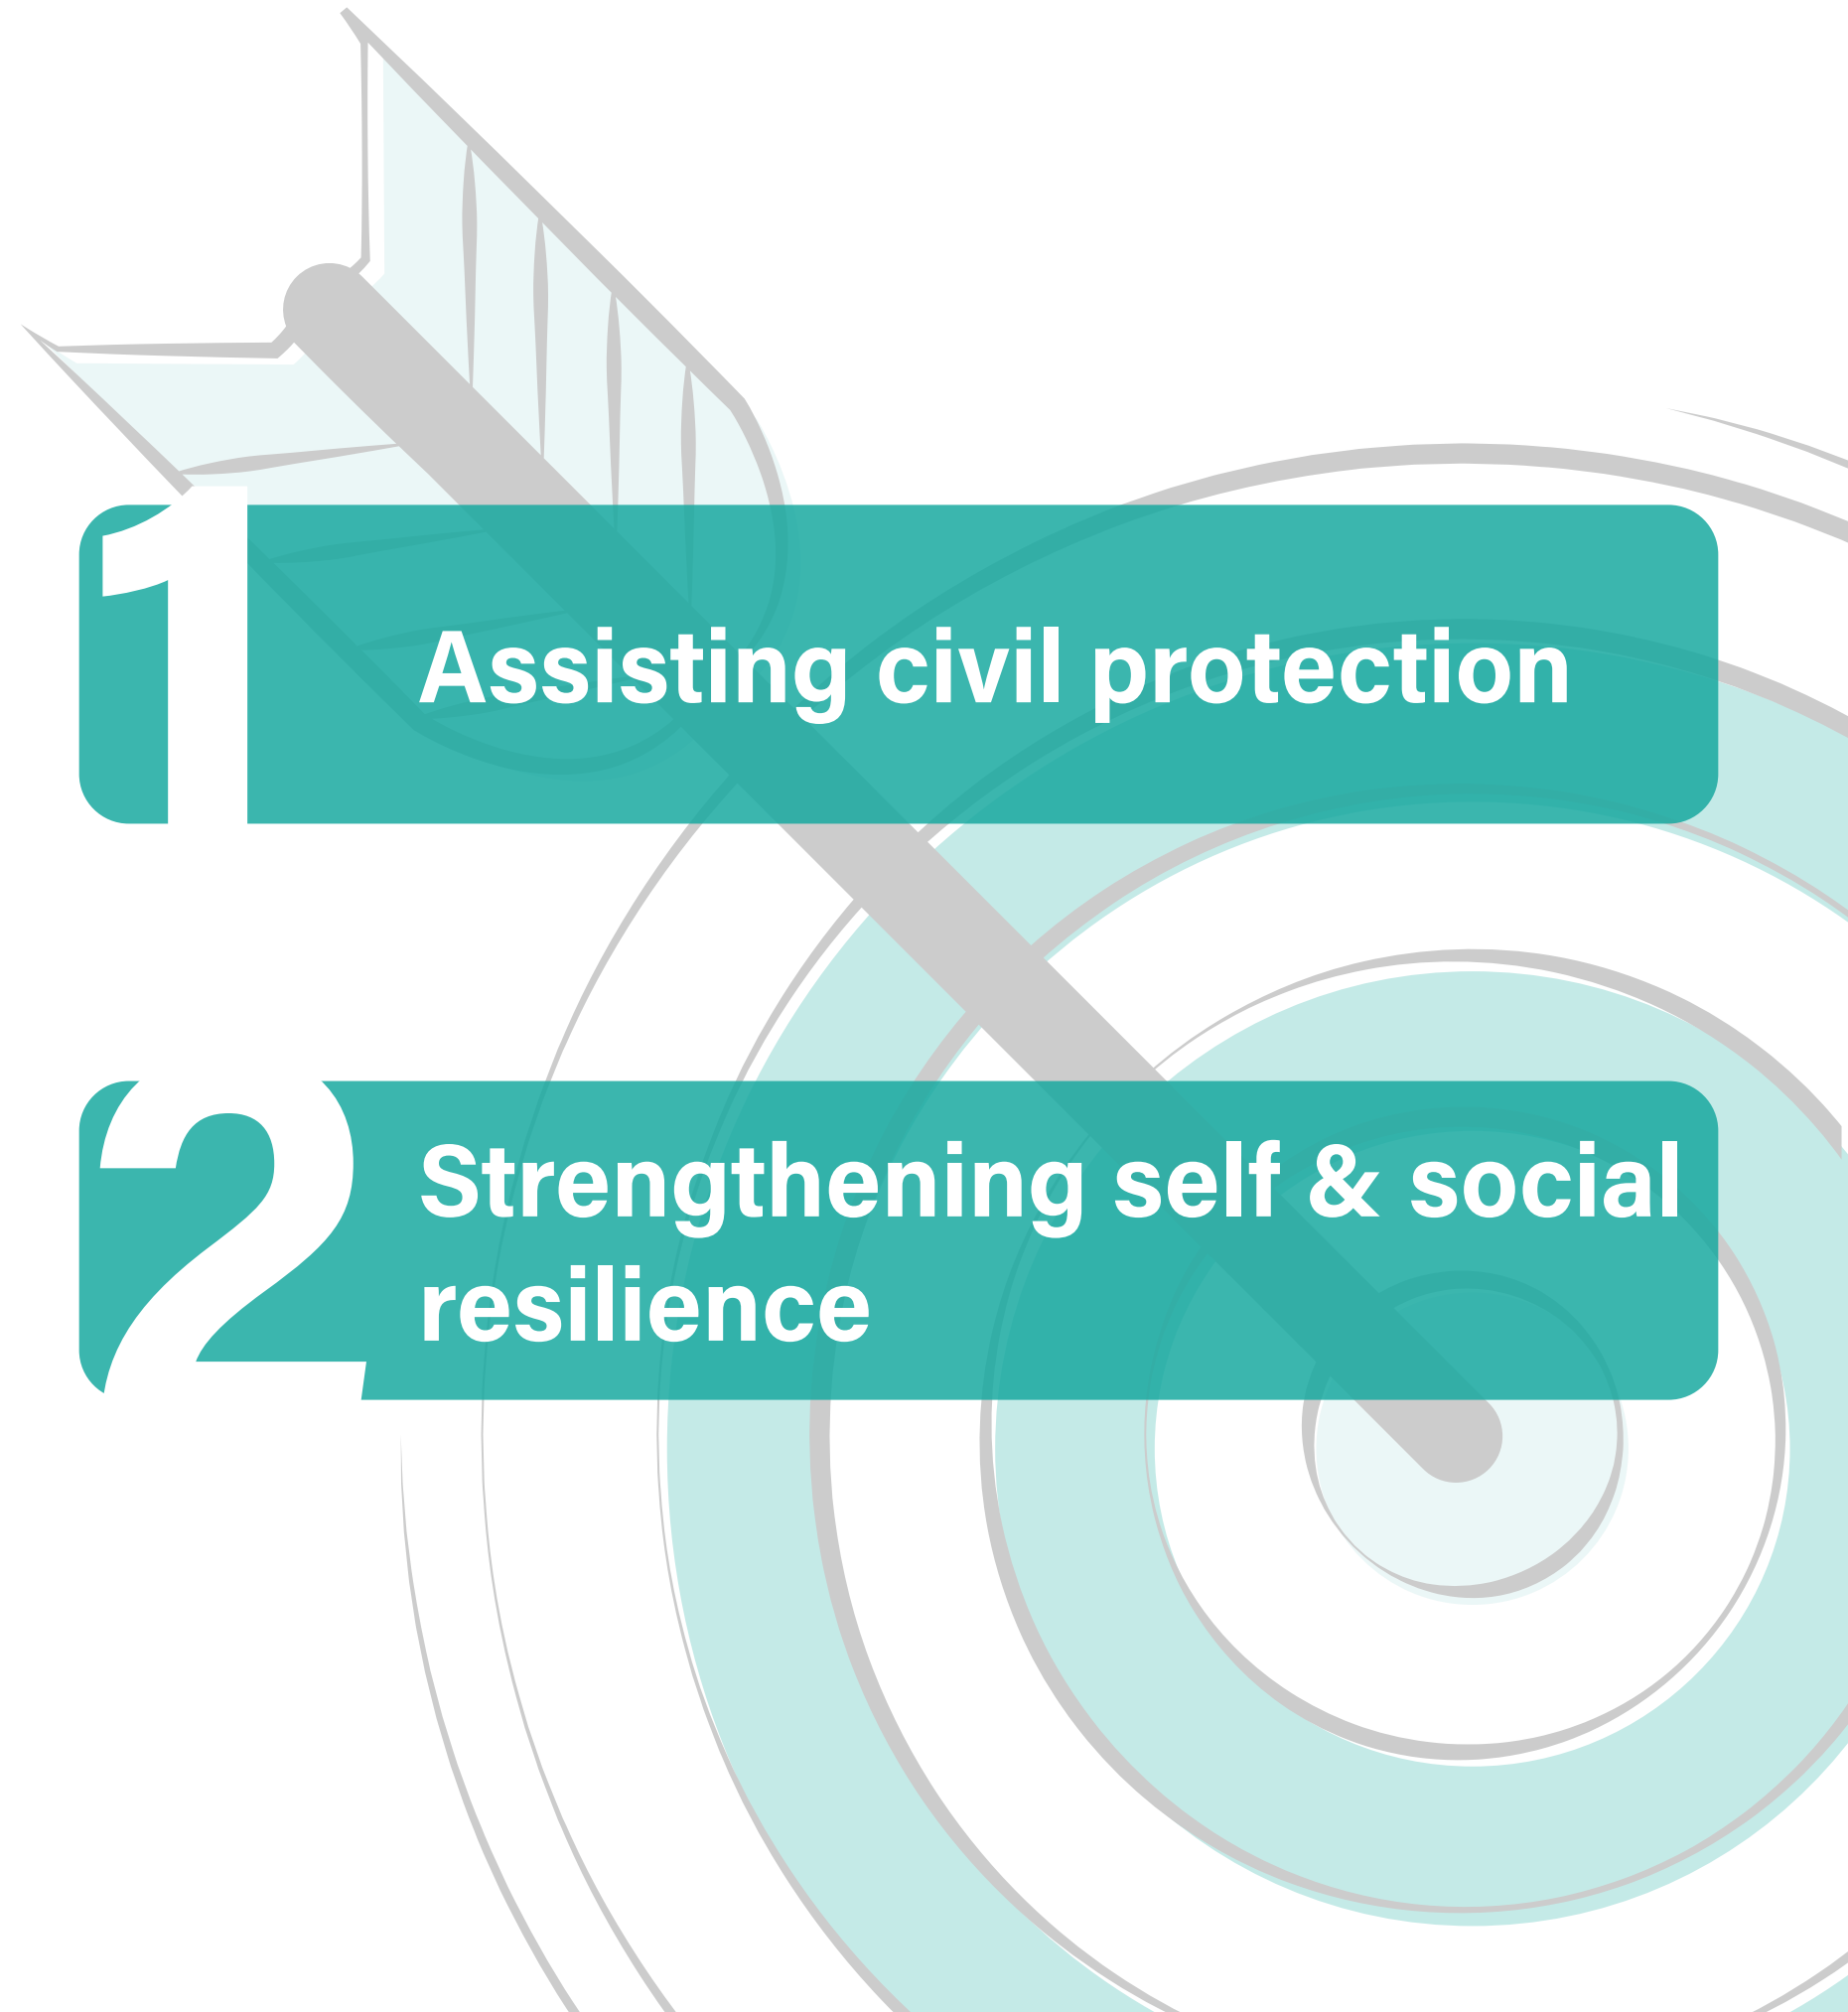 1
Assisting civil protection
2
Strengthening self & social
resilience